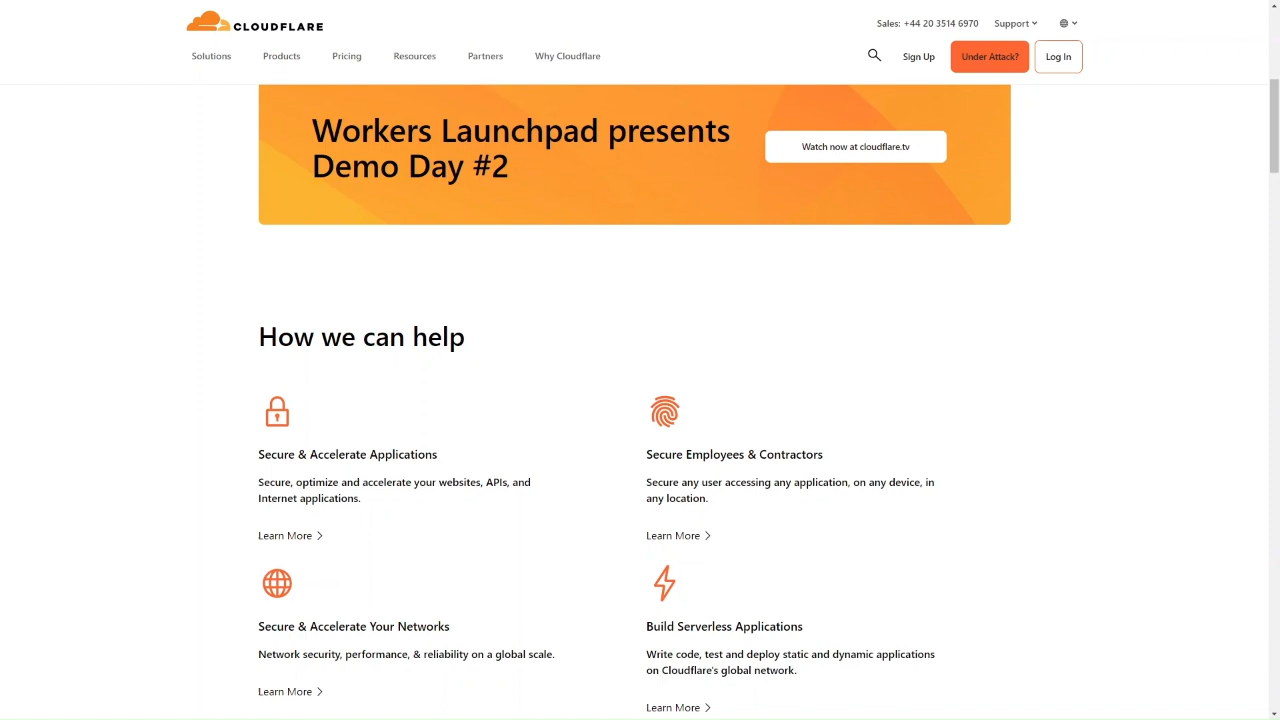 CLOUDFLARE
Sales: +44 20 3514 6970
Support
Solutions
Products
Pricing
Resources
Partners
Why Cloudflare
Sign Up
Under Attack?
Log In
Workers Launchpad presents
Demo Day #2
Watch now at cloudflare.tv
How we can help
Secure & Accelerate Applications
Secure, optimize and accelerate your websites, APIs, and
Internet applications.
Learn More
Secure Employees & Contractors
Secure any user accessing any application, on any device, in
any location.
Learn More
Secure & Accelerate Your Networks
Network security, performance, & reliability on a global scale.
Learn More
Build Serverless Applications
Write code, test and deploy static and dynamic applications
on Cloudflare's global network.
Learn More